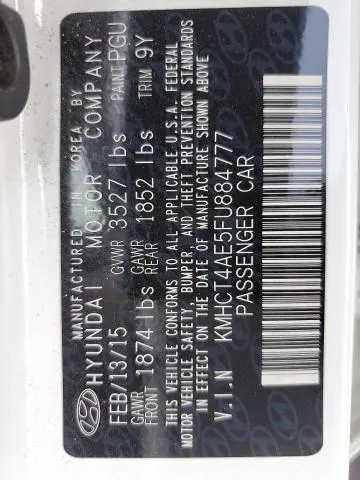 MANUFACTURED IN KOREA BY
HYUNDAI MOTOR COMPANY
FEB/13/15 GVWR 3527 lbs PAINT PGU
GAWR FRONT 1874 lbs GAWR REAR 1852 lbs TRIM 9Y
THIS VEHICLE CONFORMS TO ALL APPLICABLE U.S.A. FEDERAL
MOTOR VEHICLE SAFETY, BUMPER, AND THEFT PREVENTION STANDARDS
IN EFFECT ON THE DATE OF MANUFACTURE SHOWN ABOVE
V.I.N KMHCT4AE5FU884777
PASSENGER CAR